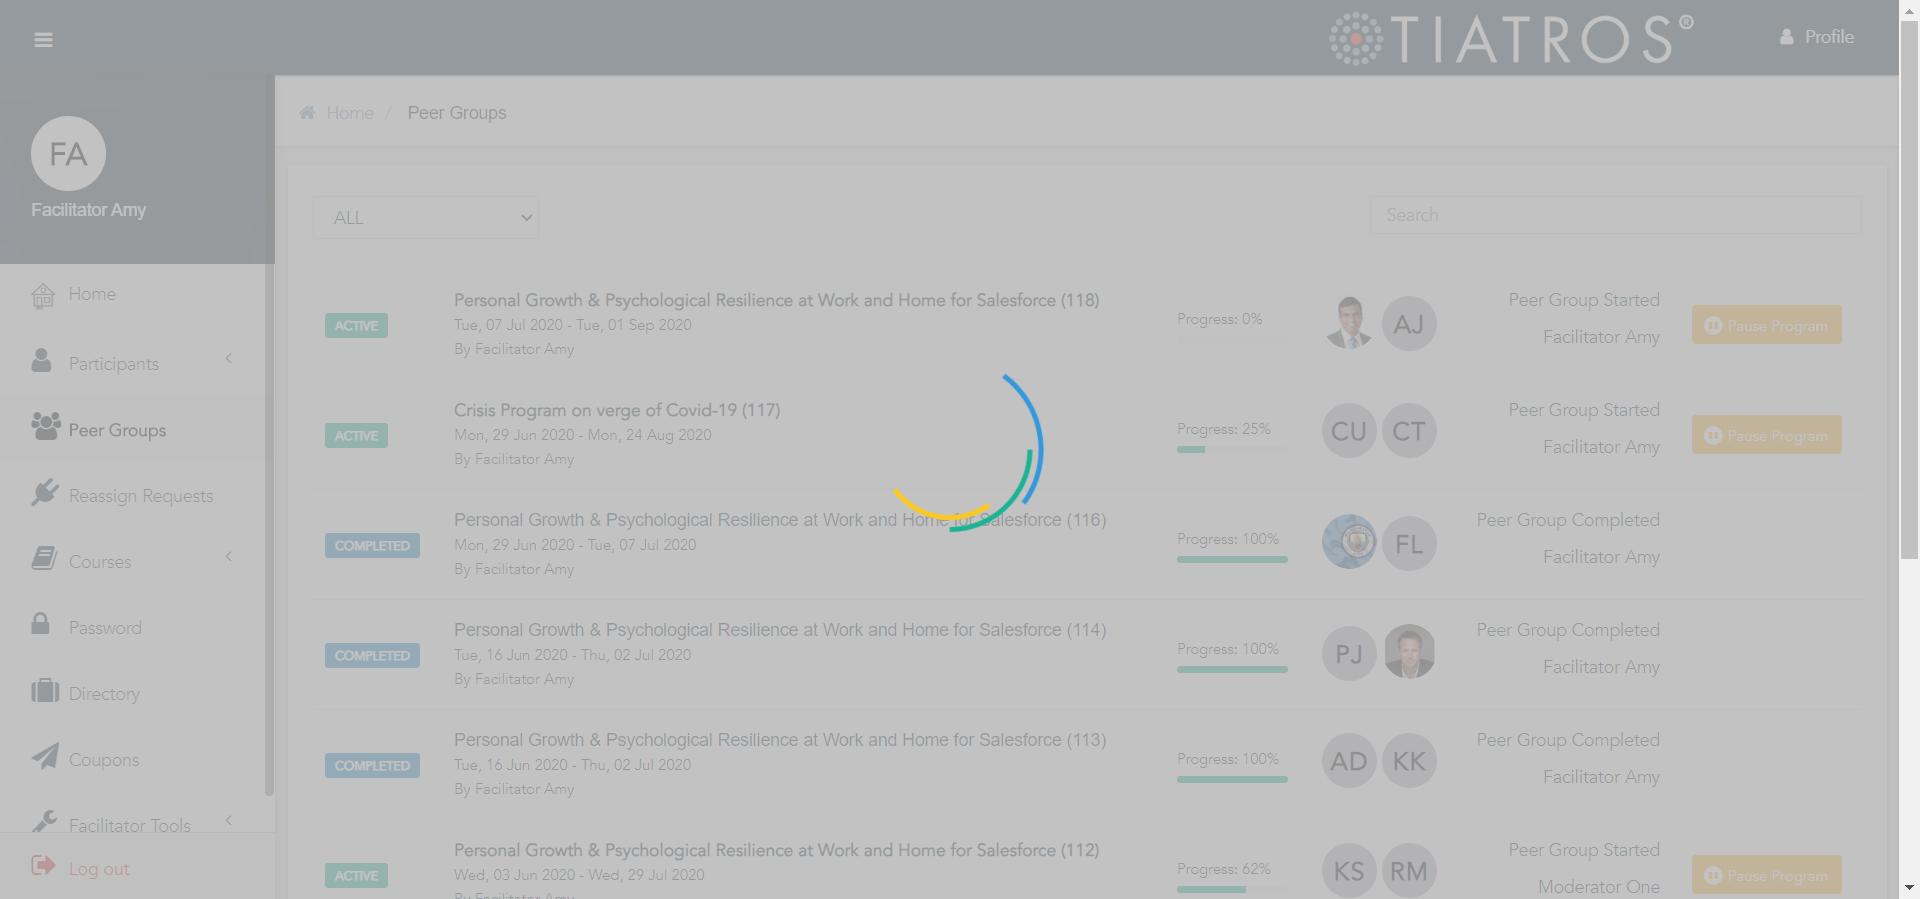 TIATROS®
Profile
FA
Facilitator Amy
Home / Peer Groups
Home
Participants
Peer Groups
Reassign Requests
Courses
Password
Directory
Coupons
Facilitator Tools
Log out
ALL
Search
ACTIVE
Personal Growth & Psychological Resilience at Work and Home for Salesforce (118)
Tue, 07 Jul 2020 - Tue, 01 Sep 2020
By Facilitator Amy
Progress: 0%
AJ
Peer Group Started
Facilitator Amy
Pause Program
ACTIVE
Crisis Program on verge of Covid-19 (117)
Mon, 29 Jun 2020 - Mon, 24 Aug 2020
By Facilitator Amy
Progress: 25%
CU CT
Peer Group Started
Facilitator Amy
Pause Program
COMPLETED
Personal Growth & Psychological Resilience at Work and Home for Salesforce (116)
Mon, 29 Jun 2020 - Tue, 07 Jul 2020
By Facilitator Amy
Progress: 100%
FL
Peer Group Completed
Facilitator Amy
COMPLETED
Personal Growth & Psychological Resilience at Work and Home for Salesforce (114)
Tue, 16 Jun 2020 - Thu, 02 Jul 2020
By Facilitator Amy
Progress: 100%
PJ
Peer Group Completed
Facilitator Amy
COMPLETED
Personal Growth & Psychological Resilience at Work and Home for Salesforce (113)
Tue, 16 Jun 2020 - Thu, 02 Jul 2020
By Facilitator Amy
Progress: 100%
AD KK
Peer Group Completed
Facilitator Amy
ACTIVE
Personal Growth & Psychological Resilience at Work and Home for Salesforce (112)
Wed, 03 Jun 2020 - Wed, 29 Jul 2020
By Facilitator Amy
Progress: 62%
KS RM
Peer Group Started
Moderator One
Pause Program